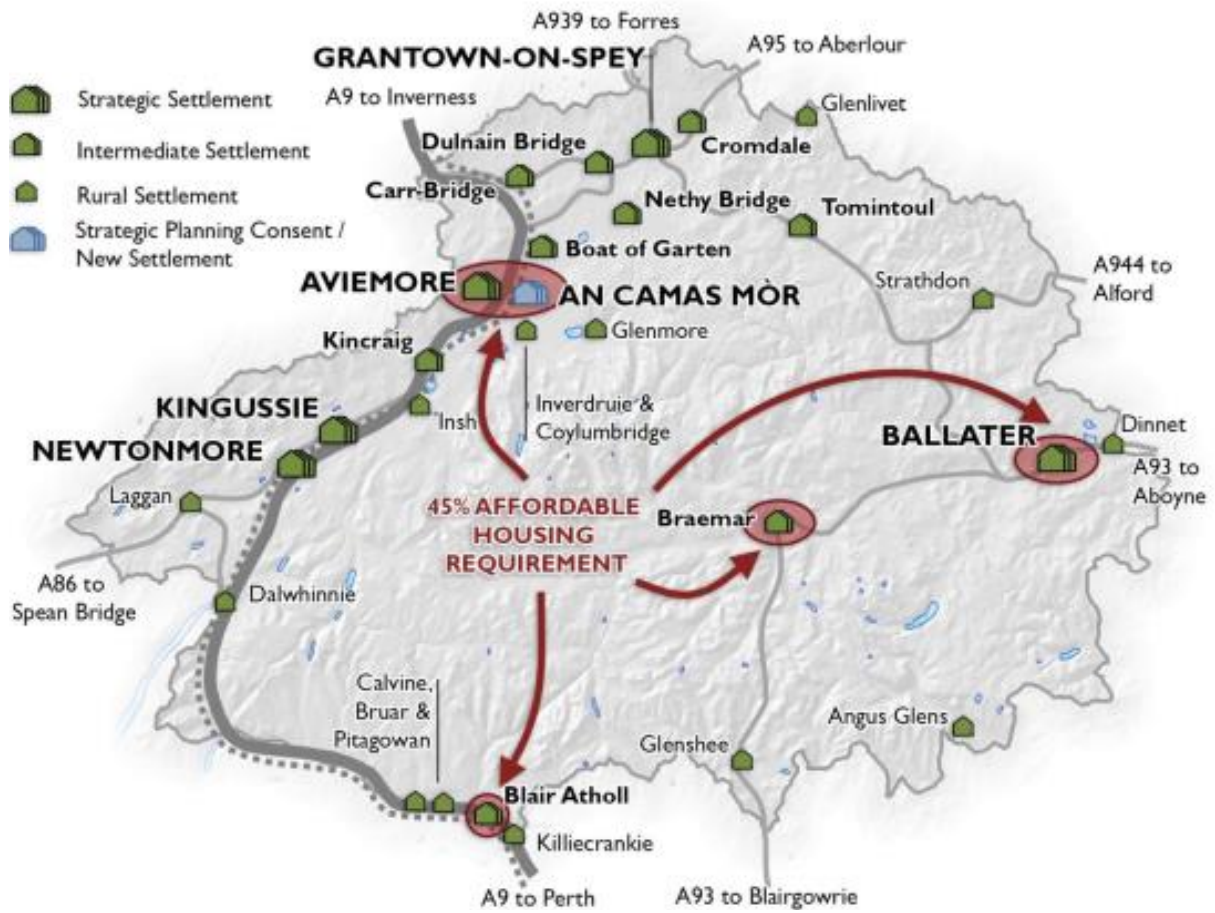 A939 to Forres
GRANTOWN-ON-SPEY
A95 to Aberlour
Strategic Settlement
Intermediate Settlement
Rural Settlement
Strategic Planning Consent /
New Settlement
A9 to Inverness
Glenlivet
Dulnain Bridge
Cromdale
Carr-Bridge
Nethy Bridge
Tomintoul
Boat of Garten
AVIEMORE
AN CAMAS MÒR
Strathdon
A944 to
Alford
Glenmore
Kincraig
Inverdruie &
Coylumbridge
Insh
KINGUSSIE
NEWTONMORE
BALLATER
Dinnet
A93 to
Aboyne
Laggan
45% AFFORDABLE
HOUSING
REQUIREMENT
Braemar
A86 to
Spean Bridge
Dalwhinnie
Calvine,
Bruar &
Pitagowan
Angus Glens
Glenshee
Blair Atholl
Killiecrankie
A9 to Perth
A93 to Blairgowrie